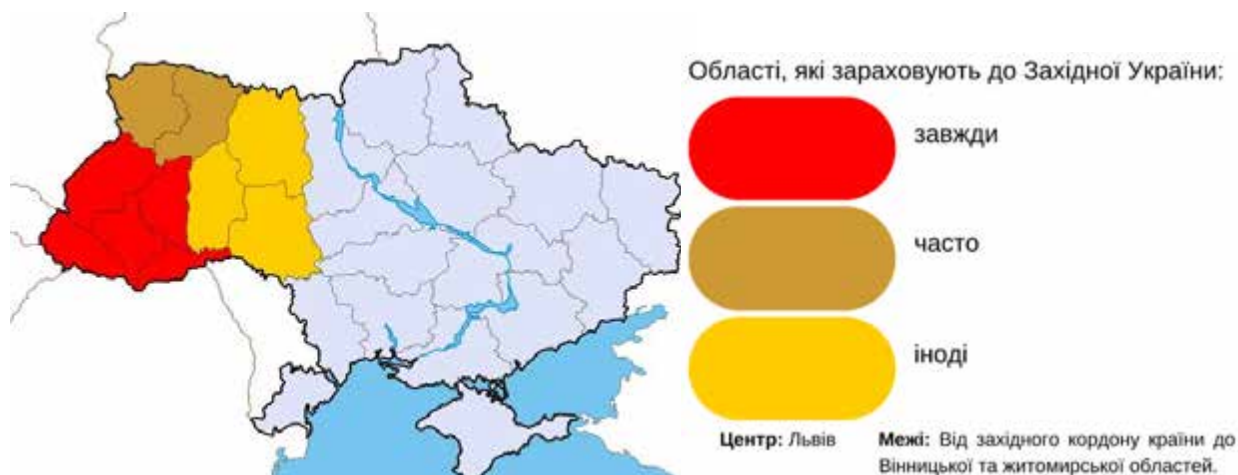 Області, які зараховують до Західної України:
завжди
часто
іноді
Центр: Львів
Межі: Від західного кордону країни до
Вінницької та житомирської областей.